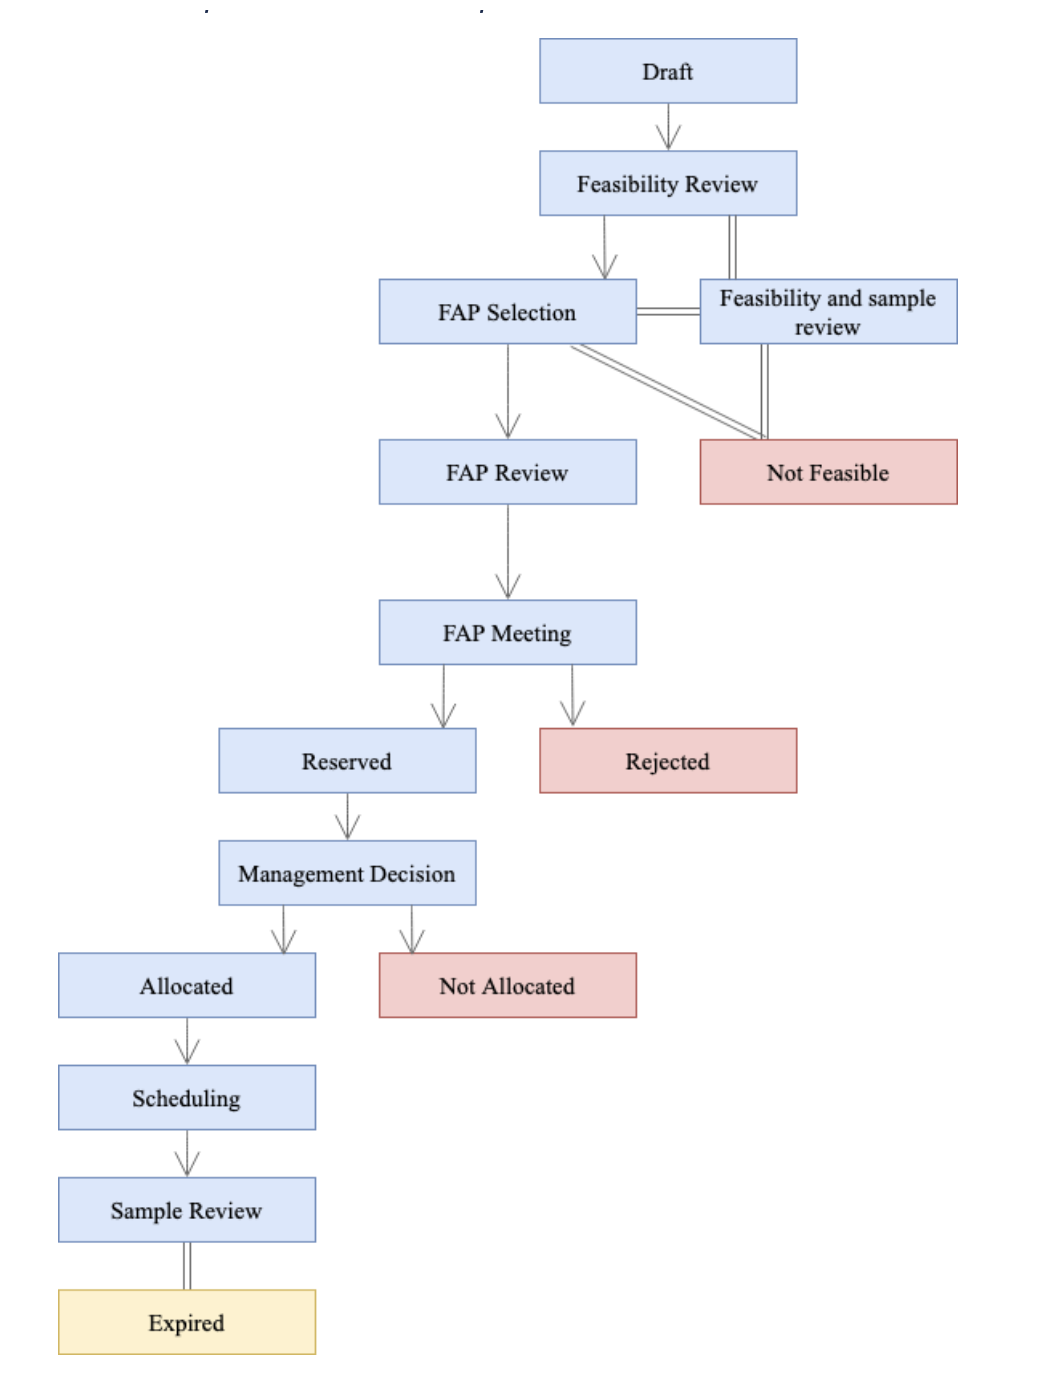 Draft
Feasibility Review
FAP Selection
Feasibility and sample
review
FAP Review
Not Feasible
FAP Meeting
Reserved
Rejected
Management Decision
Allocated
Not Allocated
Scheduling
Sample Review
Expired